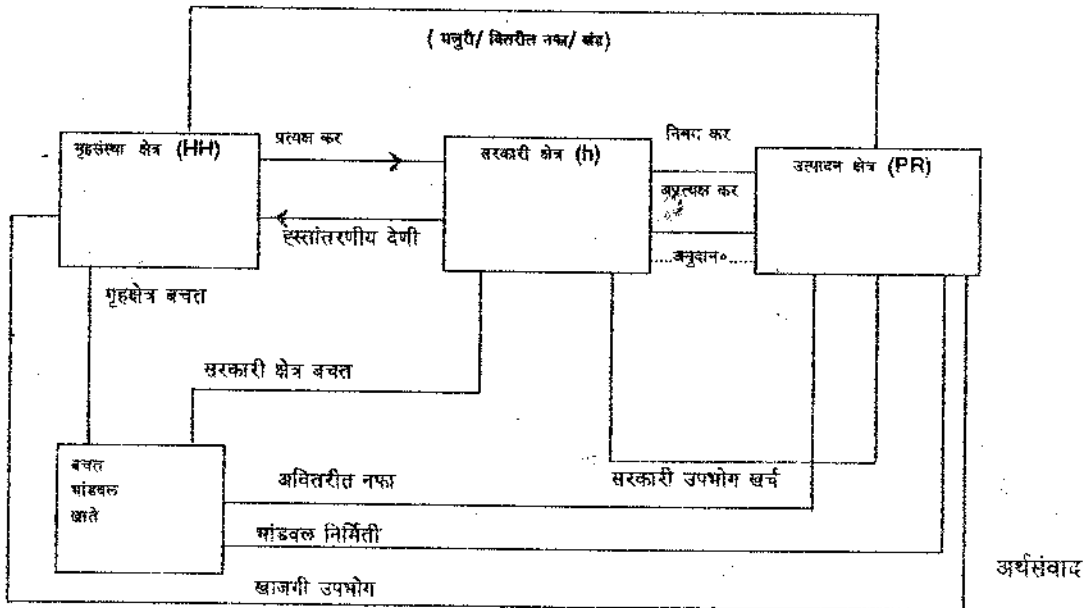 ( मजुरी/ वितरीत नफा/ खंड)
गृहसंस्था क्षेत्र (HH)
प्रत्यक्ष कर
सरकारी क्षेत्र (h)
निगम कर
उत्पादन क्षेत्र (PR)
अप्रत्यक्ष कर
हस्तांतरणीय देणी
अनुदान
गृहक्षेत्र बचत
सरकारी क्षेत्र बचत
बचत
भांडवल
खाते
अवितरीत नफा
सरकारी उपभोग खर्च
भांडवल निर्मिती
खाजगी उपभोग
अर्थसंवाद